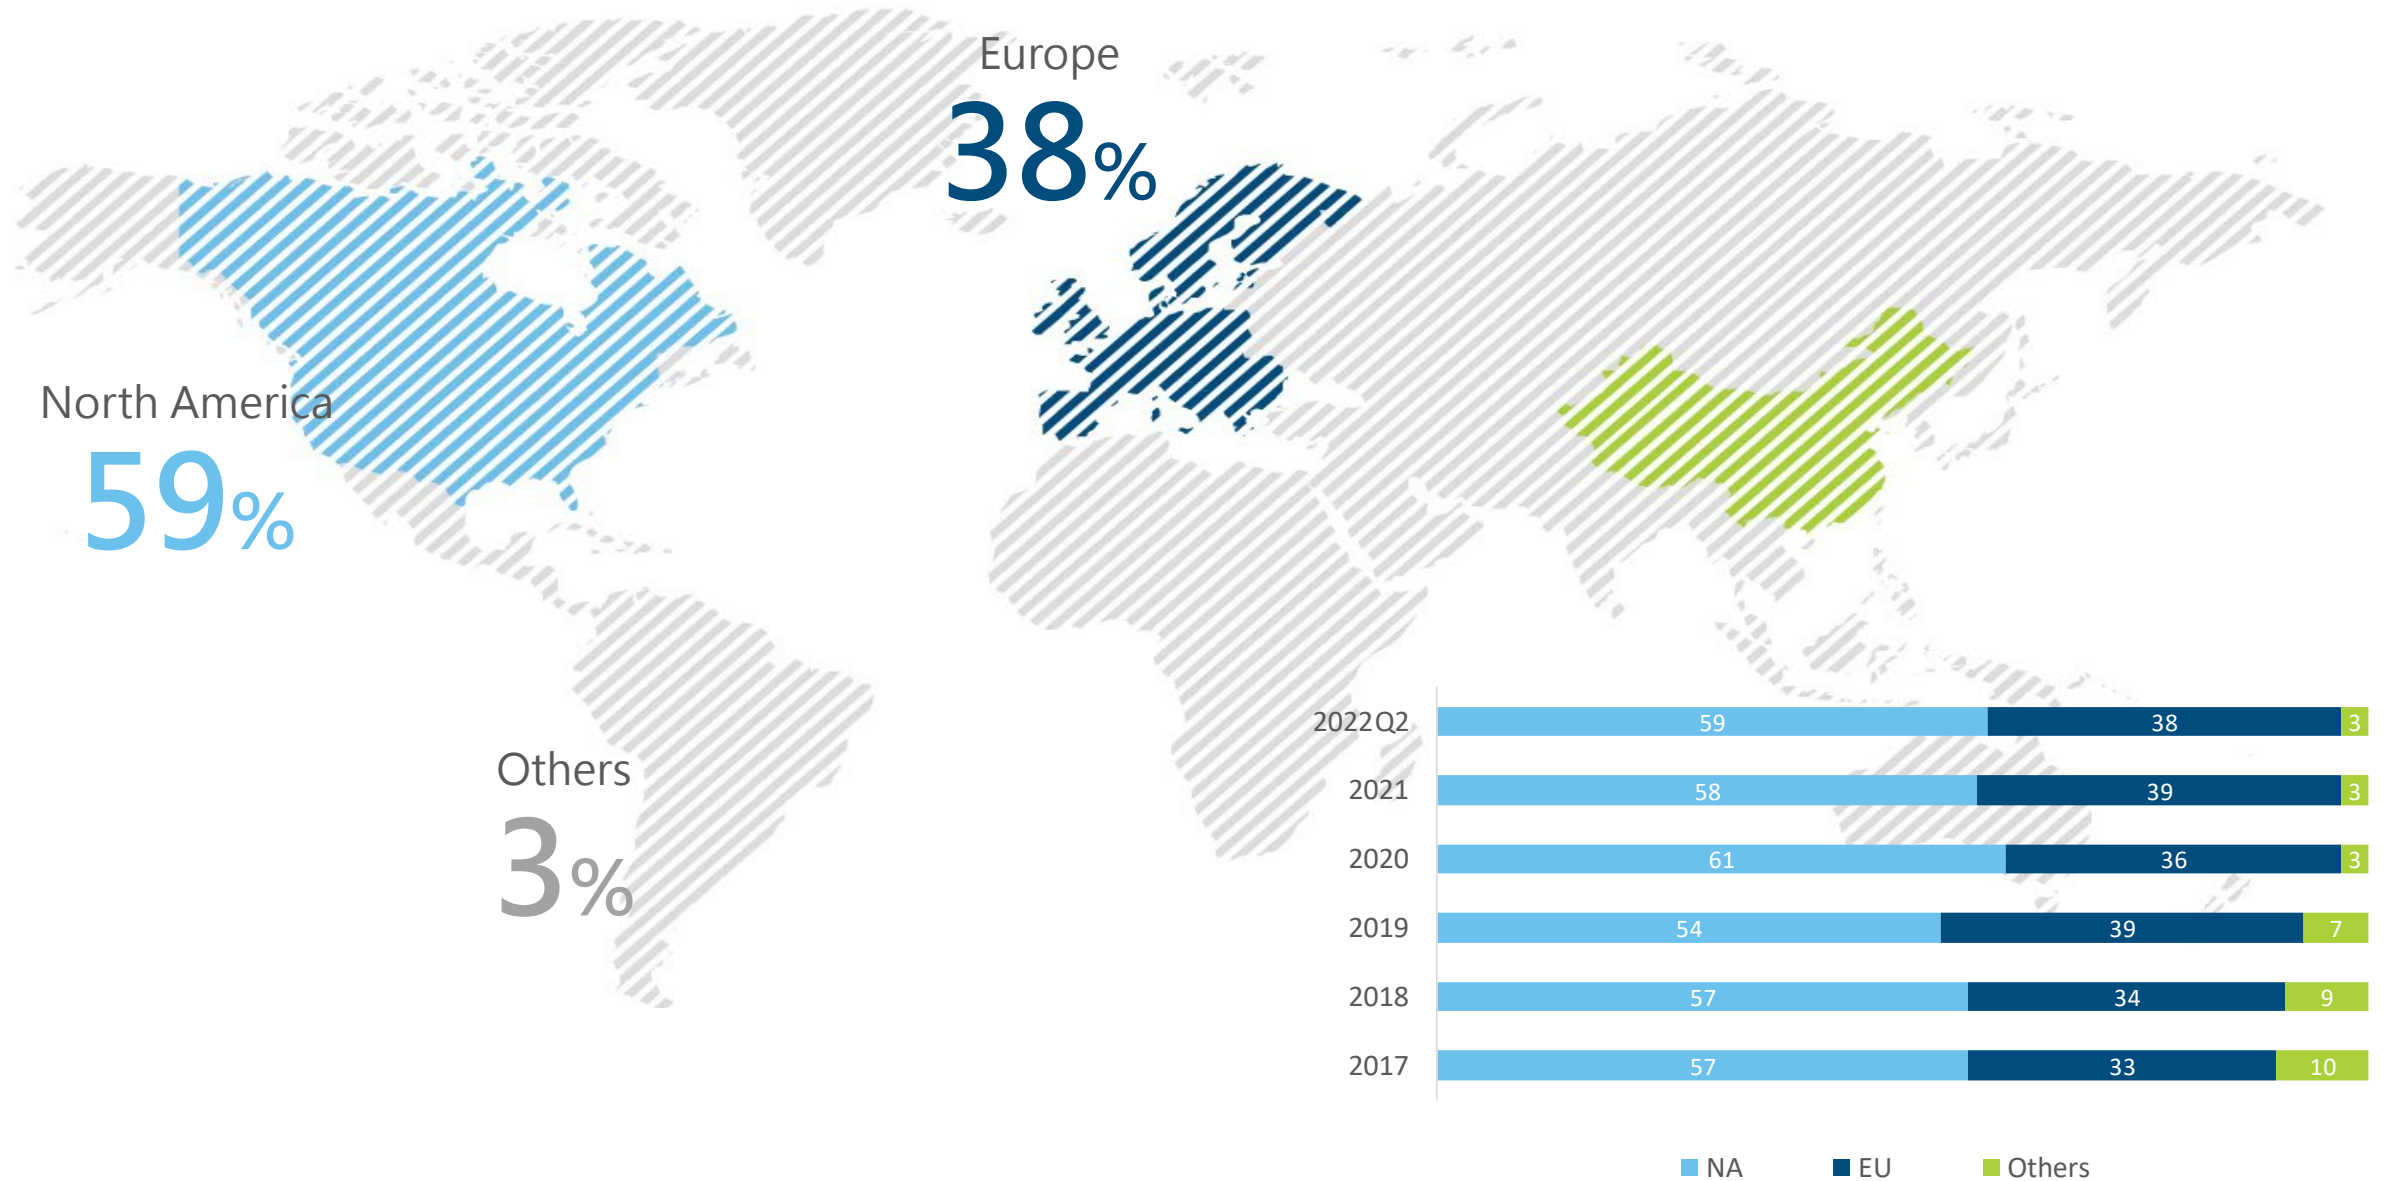 Europe
38%
North America
59%
Others
3%
2022Q2 59 38 3
2021 58 39 3
2020 61 36 3
2019 54 39 7
2018 57 34 9
2017 57 33 10
NA EU Others